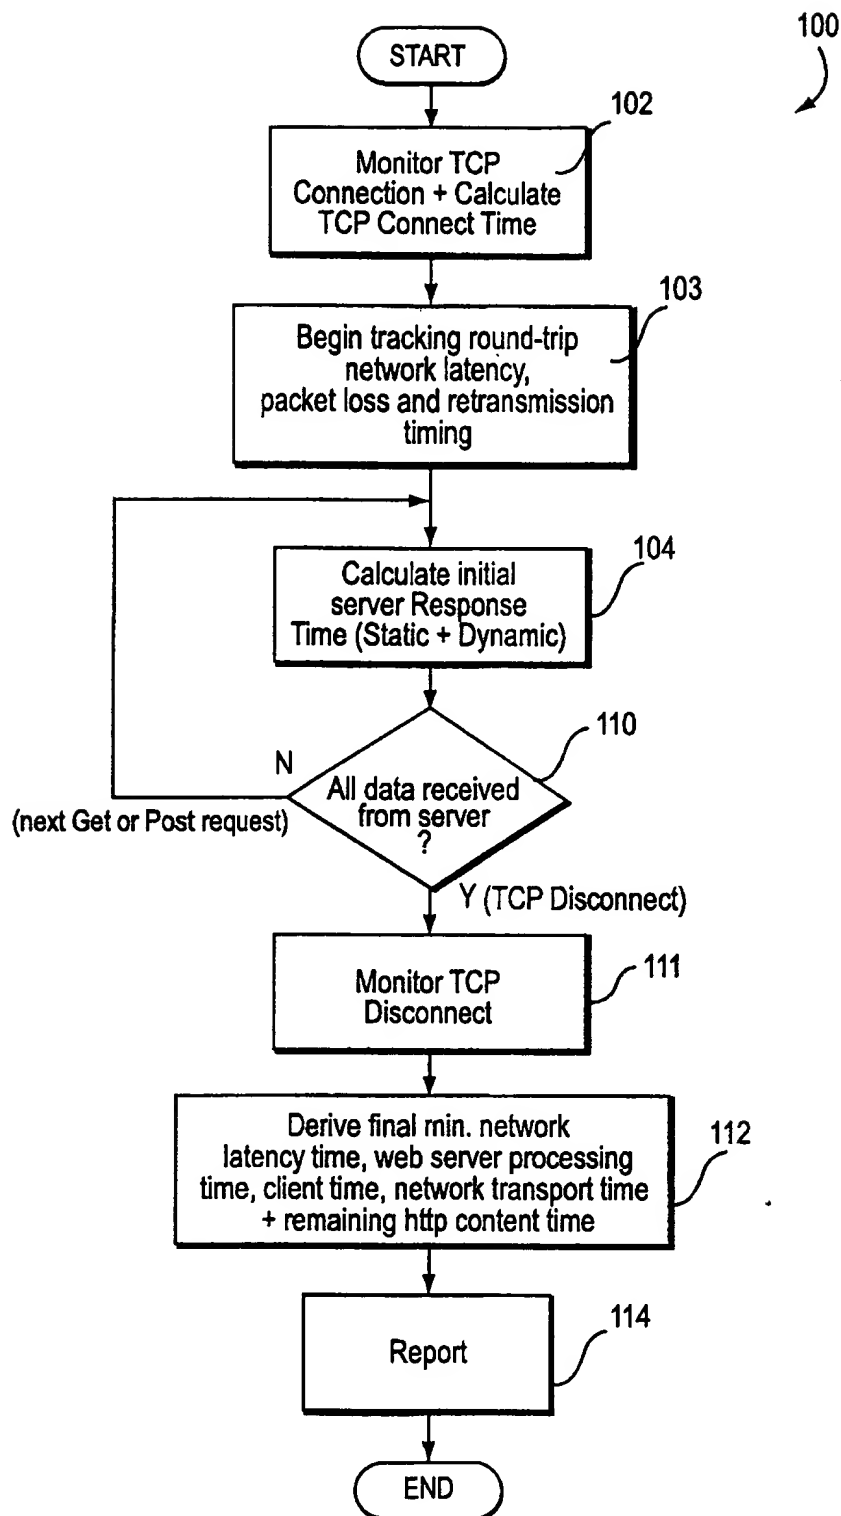 100
START
102
Monitor TCP
Connection + Calculate
TCP Connect Time
103
Begin tracking round-trip
network latency,
packet loss and retransmission
timing
104
Calculate initial
server Response
Time (Static + Dynamic)
110
N
All data received
from server
?
(next Get or Post request)
Y (TCP Disconnect)
111
Monitor TCP
Disconnect
112
Derive final min. network
latency time, web server processing
time, client time, network transport time
+ remaining http content time
114
Report
END